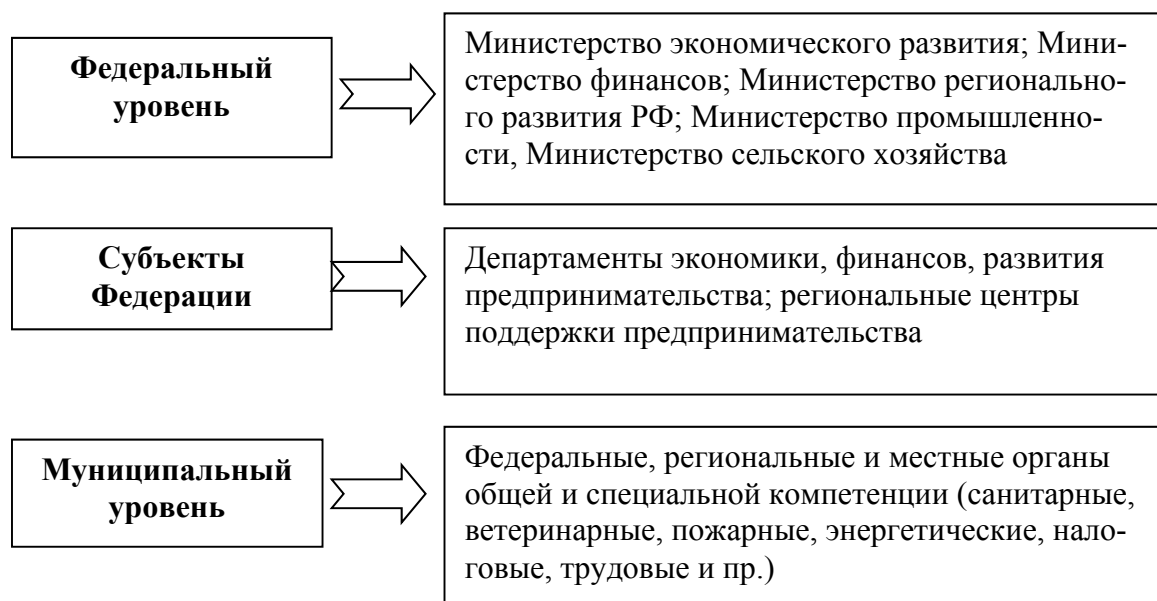 Федеральный
уровень
Министерство экономического развития; Мини-
стерство финансов; Министерство регионально-
го развития РФ; Министерство промышленно-
сти, Министерство сельского хозяйства
Субъекты
Федерации
Департаменты экономики, финансов, развития
предпринимательства; региональные центры
поддержки предпринимательства
Муниципальный
уровень
Федеральные, региональные и местные органы
общей и специальной компетенции (санитарные,
ветеринарные, пожарные, энергетические, нало-
говые, трудовые и пр.)